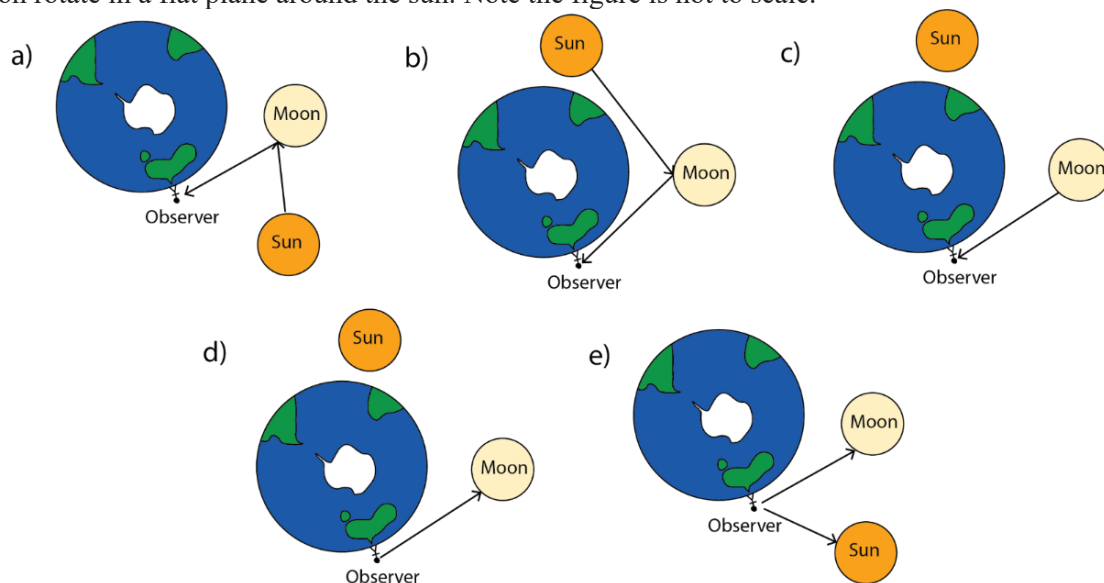 on rotate in a flat plane around the sun. Note the figure is not to scale.
a)
Moon
Observer
Sun
b)
Sun
Moon
Observer
c)
Sun
Moon
Observer
d)
Sun
Moon
Observer
e)
Moon
Observer
Sun